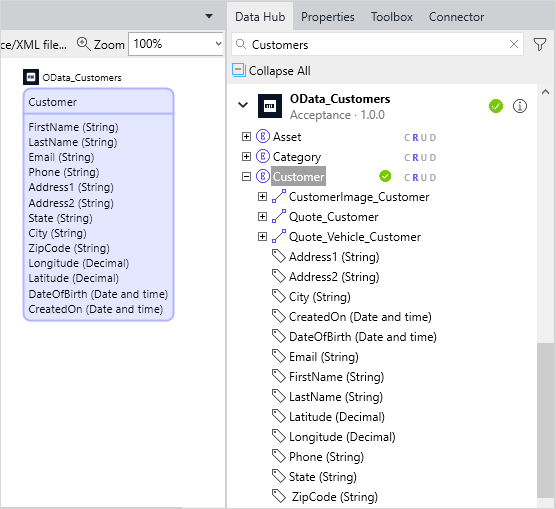 ce/XML file...
Zoom
100%
OData_Customers
Customer
FirstName (String)
LastName (String)
Email (String)
Phone (String)
Address1 (String)
Address2 (String)
State (String)
City (String)
ZipCode (String)
Longitude (Decimal)
Latitude (Decimal)
DateOfBirth (Date and time)
CreatedOn (Date and time)
Data Hub Properties Toolbox Connector
Customers
Collapse All
OData_Customers
Acceptance · 1.0.0
E Asset C R U D
E Category C R U D
E Customer C R U D
CustomerImage_Customer
Quote_Customer
Quote_Vehicle_Customer
Address1 (String)
Address2 (String)
City (String)
CreatedOn (Date and time)
DateOfBirth (Date and time)
Email (String)
FirstName (String)
LastName (String)
Latitude (Decimal)
Longitude (Decimal)
Phone (String)
State (String)
ZipCode (String)